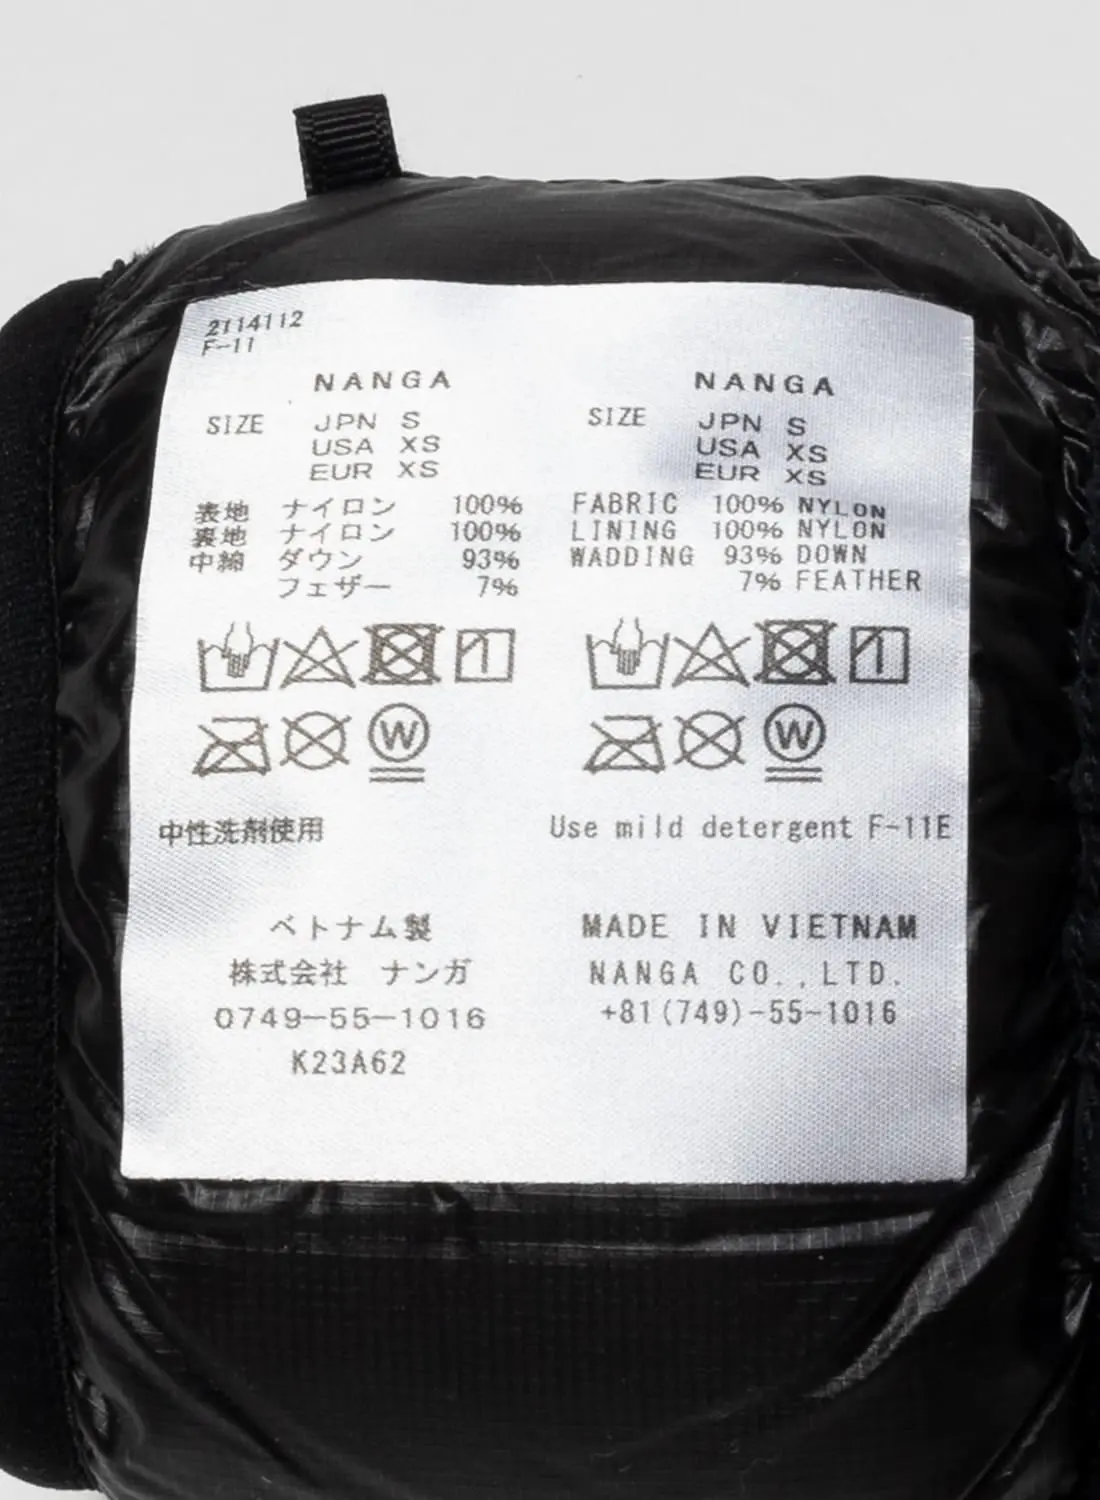 2114112
F-11
NANGA
SIZE JPN S
USA XS
EUR XS
表地 ナイロン 100%
裏地 ナイロン 100%
中綿 ダウン 93%
フェザー 7%
W
中性洗剤使用
ベトナム製
株式会社 ナンガ
0749-55-1016
K23A62
NANGA
SIZE JPN S
USA XS
EUR XS
FABRIC 100% NYLON
LINING 100% NYLON
WADDING 93% DOWN
7% FEATHER
W
Use mild detergent F-11E
MADE IN VIETNAM
NANGA CO.,LTD.
+81(749)-55-1016